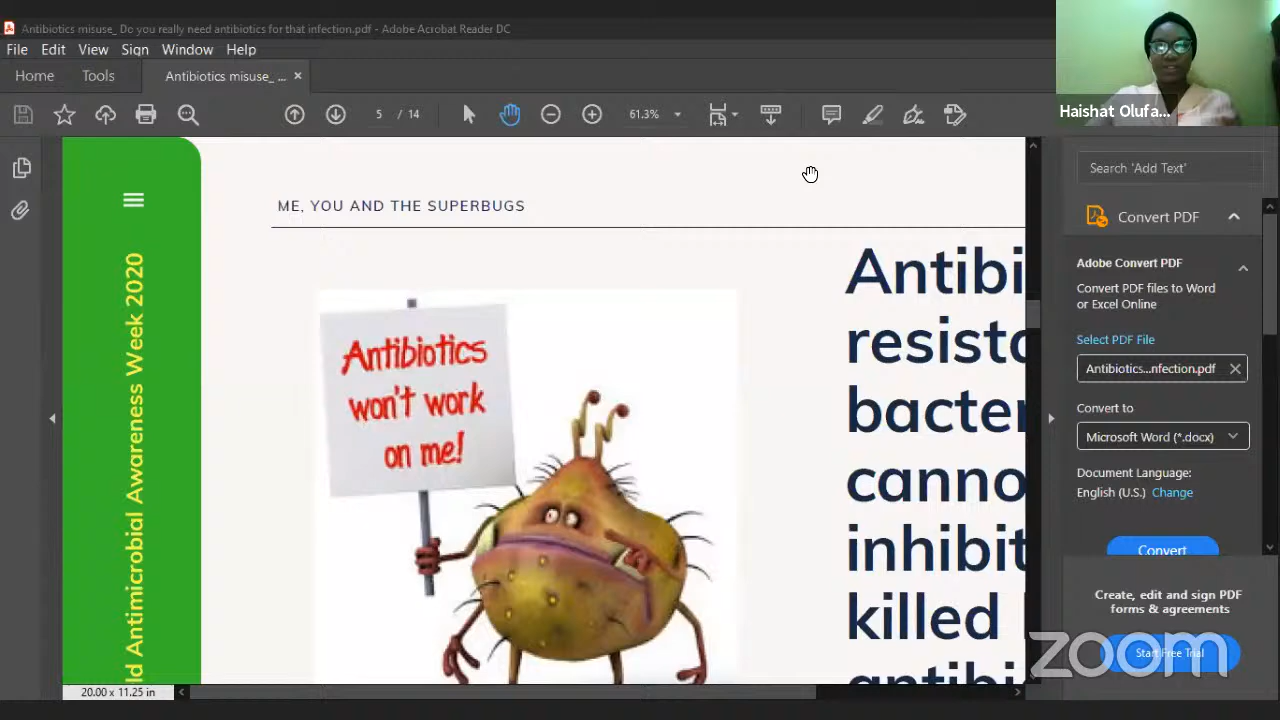 Antibiotics misuse_ Do you really need antibiotics for that infection.pdf - Adobe Acrobat Reader DC
File Edit View Sign Window Help
Home Tools Antibiotics misuse_ ... ×
5 / 14 61.3%
Haishat Olufa...
Search 'Add Text'
Convert PDF
Adobe Convert PDF
Convert PDF files to Word
or Excel Online
Select PDF File
Antibiotics...nfection.pdf
Convert to
Microsoft Word (*.docx)
Document Language:
English (U.S.) Change
Convert
Create, edit and sign PDF
forms & agreements
Start Free Trial
zoom
ld Antimicrobial Awareness Week 2020
ME, YOU AND THE SUPERBUGS
Antibiotics
won't work
on me!
Antibi
resist
bacter
canno
inhibit
killed
antibi
20.00 x 11.25 in